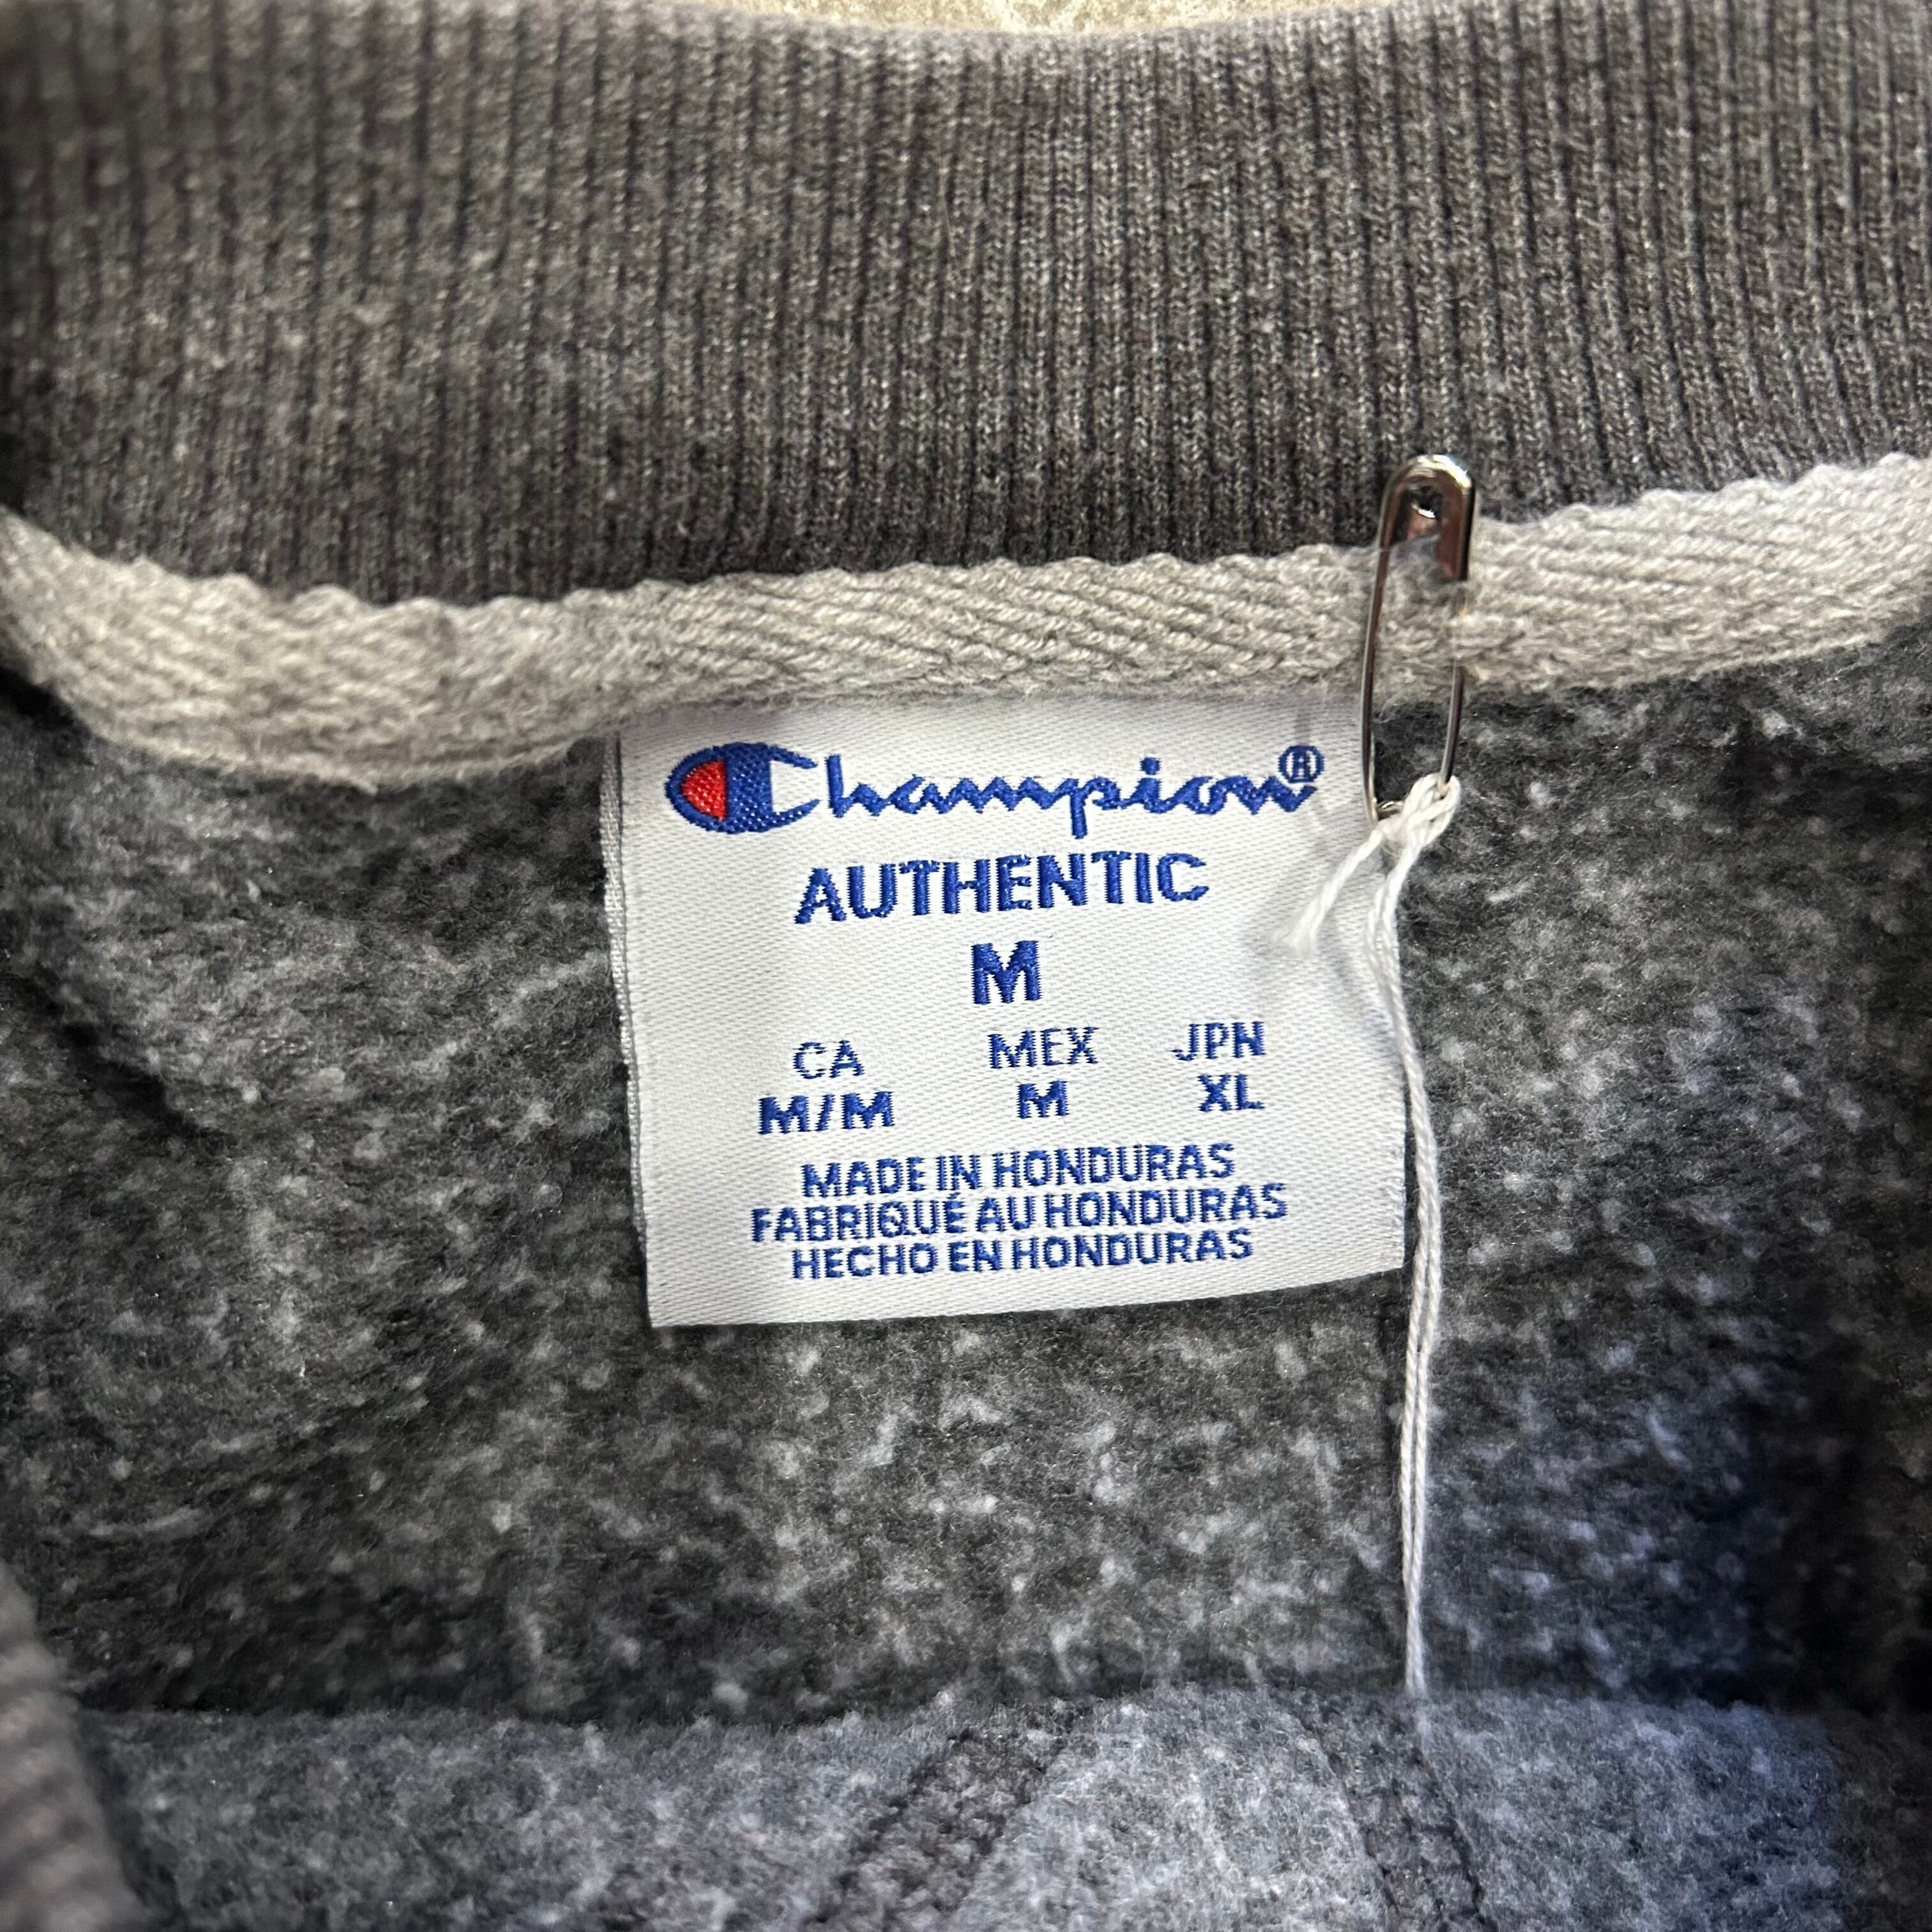 Champion®
AUTHENTIC
M
CA MEX JPN
M/M M XL
MADE IN HONDURAS
FABRIQUÉ AU HONDURAS
HECHO EN HONDURAS